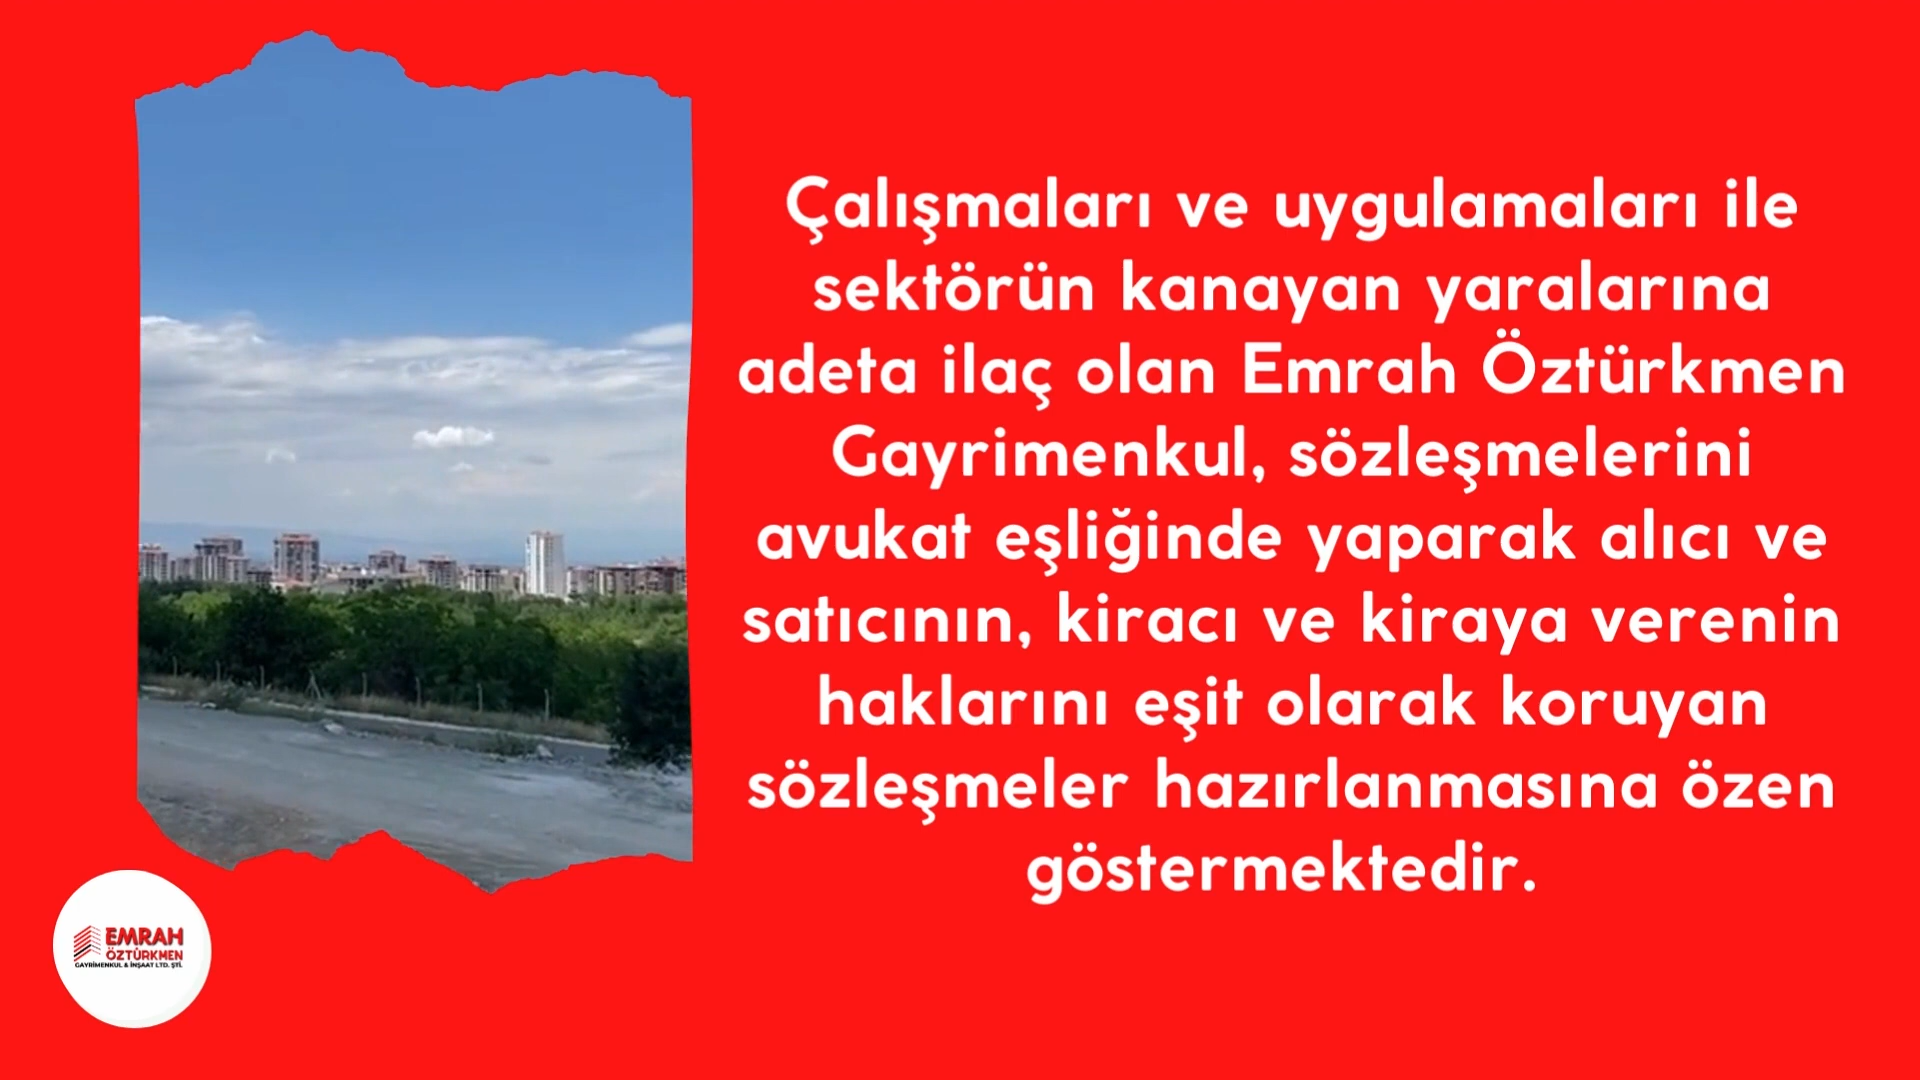 Çalışmaları ve uygulamaları ile
sektörün kanayan yaralarına
adeta ilaç olan Emrah Öztürkmen
Gayrimenkul, sözleşmelerini
avukat eşliğinde yaparak alıcı ve
satıcının, kiracı ve kiraya verenin
haklarını eşit olarak koruyan
sözleşmeler hazırlanmasına özen
göstermektedir.
EMRAH
ÖZTÜRKMEN
GAYRİMENKUL & İNŞAAT LTD. ŞTİ.